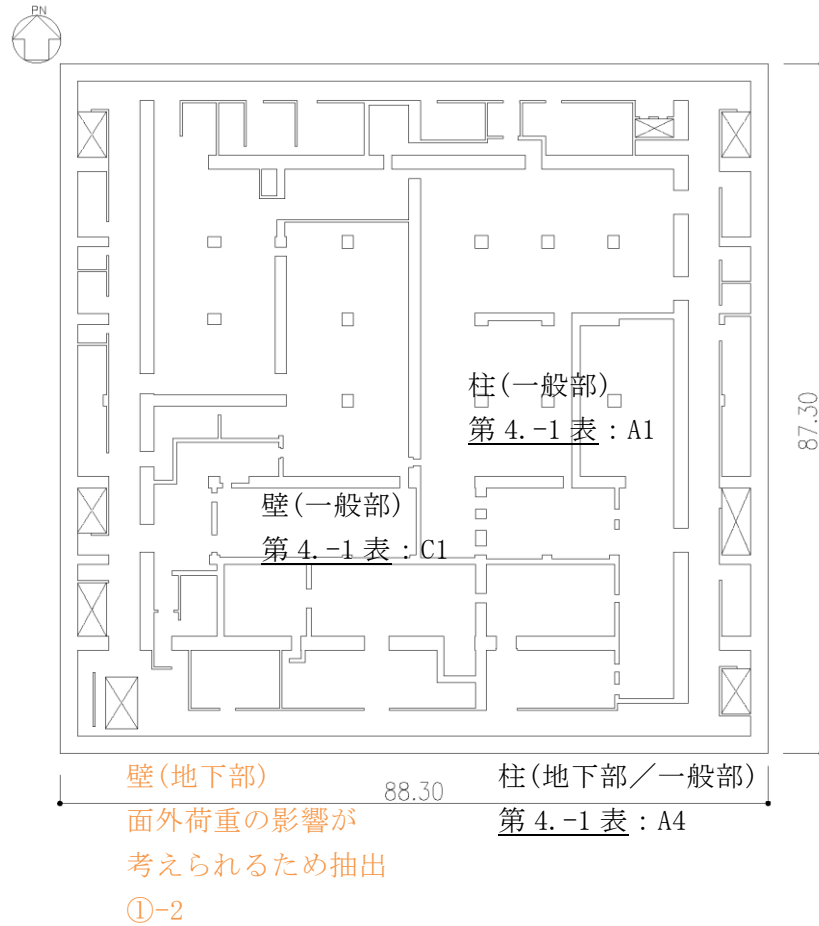 PN
87.30
柱(一般部)
第 4.-1 表：A1
壁(一般部)
第 4.-1 表：C1
88.30
壁(地下部)
面外荷重の影響が
考えられるため抽出
①-2
柱(地下部／一般部)
第 4.-1 表：A4